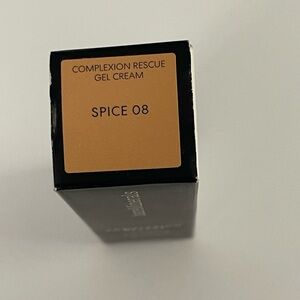 COMPLEXION RESCUE
GEL CREAM
SPICE 08